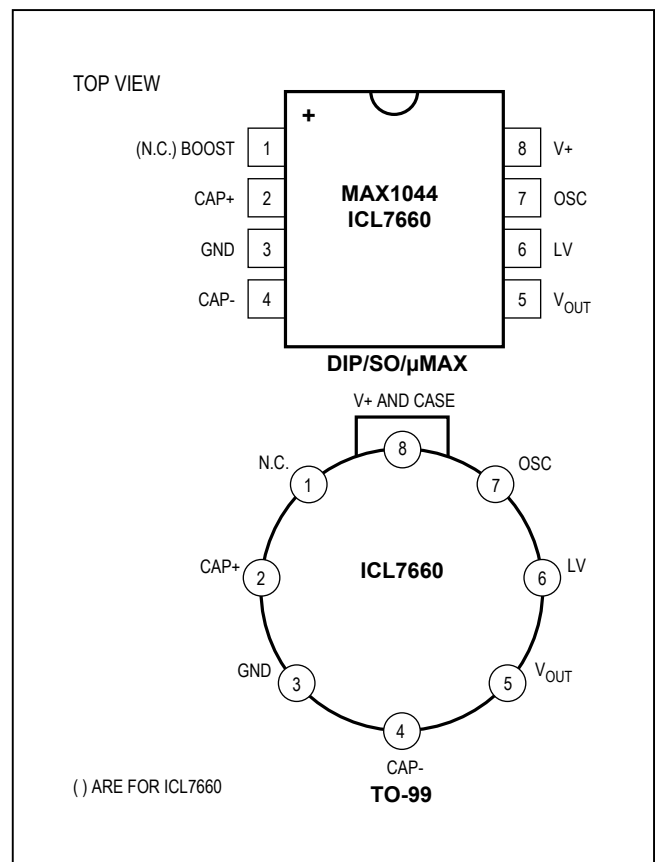 TOP VIEW
+
(N.C.) BOOST 1 8 V+
MAX1044
CAP+ 2 7 OSC
ICL7660
GND 3 6 LV
CAP- 4 5 VOUT
DIP/SO/µMAX
V+ AND CASE
8
N.C. OSC
1 7
CAP+ 2 ICL7660 6 LV
GND 3 5 VOUT
4
CAP-
( ) ARE FOR ICL7660
TO-99